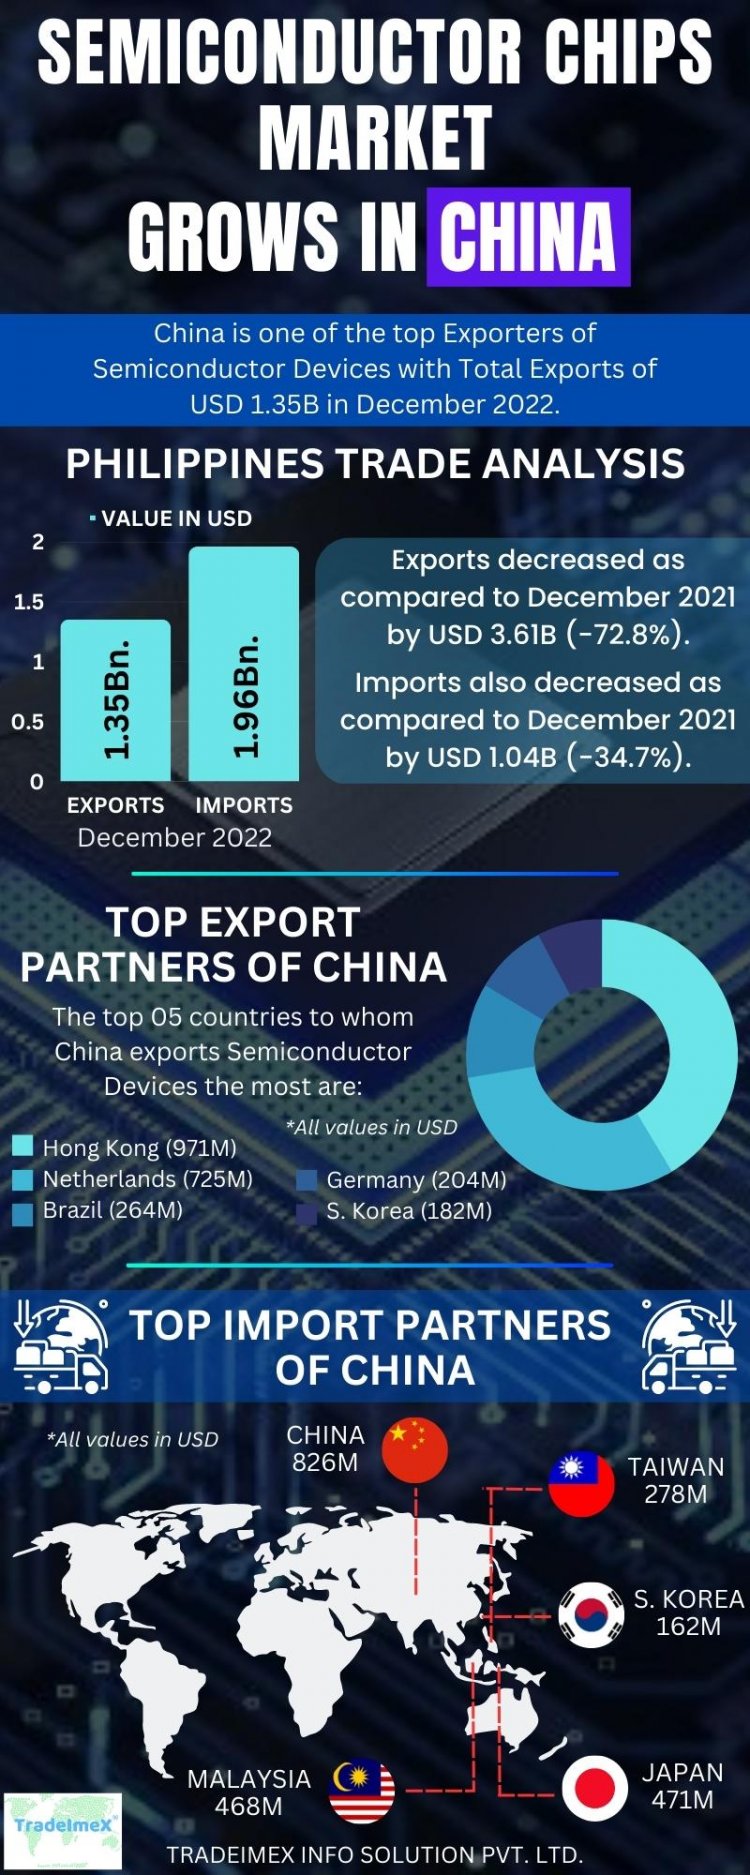 SEMICONDUCTOR CHIPS
MARKET
GROWS IN CHINA
China is one of the top Exporters of
Semiconductor Devices with Total Exports of
USD 1.35B in December 2022.
PHILIPPINES TRADE ANALYSIS
VALUE IN USD
2
1.5
1
0.5
0
1.35Bn.
1.96Bn.
EXPORTS IMPORTS
December 2022
Exports decreased as
compared to December 2021
by USD 3.61B (-72.8%).
Imports also decreased as
compared to December 2021
by USD 1.04B (-34.7%).
TOP EXPORT
PARTNERS OF CHINA
The top 05 countries to whom
China exports Semiconductor
Devices the most are:
*All values in USD
Hong Kong (971M)
Netherlands (725M)
Brazil (264M)
Germany (204M)
S. Korea (182M)
TOP IMPORT PARTNERS
OF CHINA
*All values in USD
CHINA
826M
TAIWAN
278M
S. KOREA
162M
MALAYSIA
468M
JAPAN
471M
TradeImeX
TRADEIMEX INFO SOLUTION PVT. LTD.